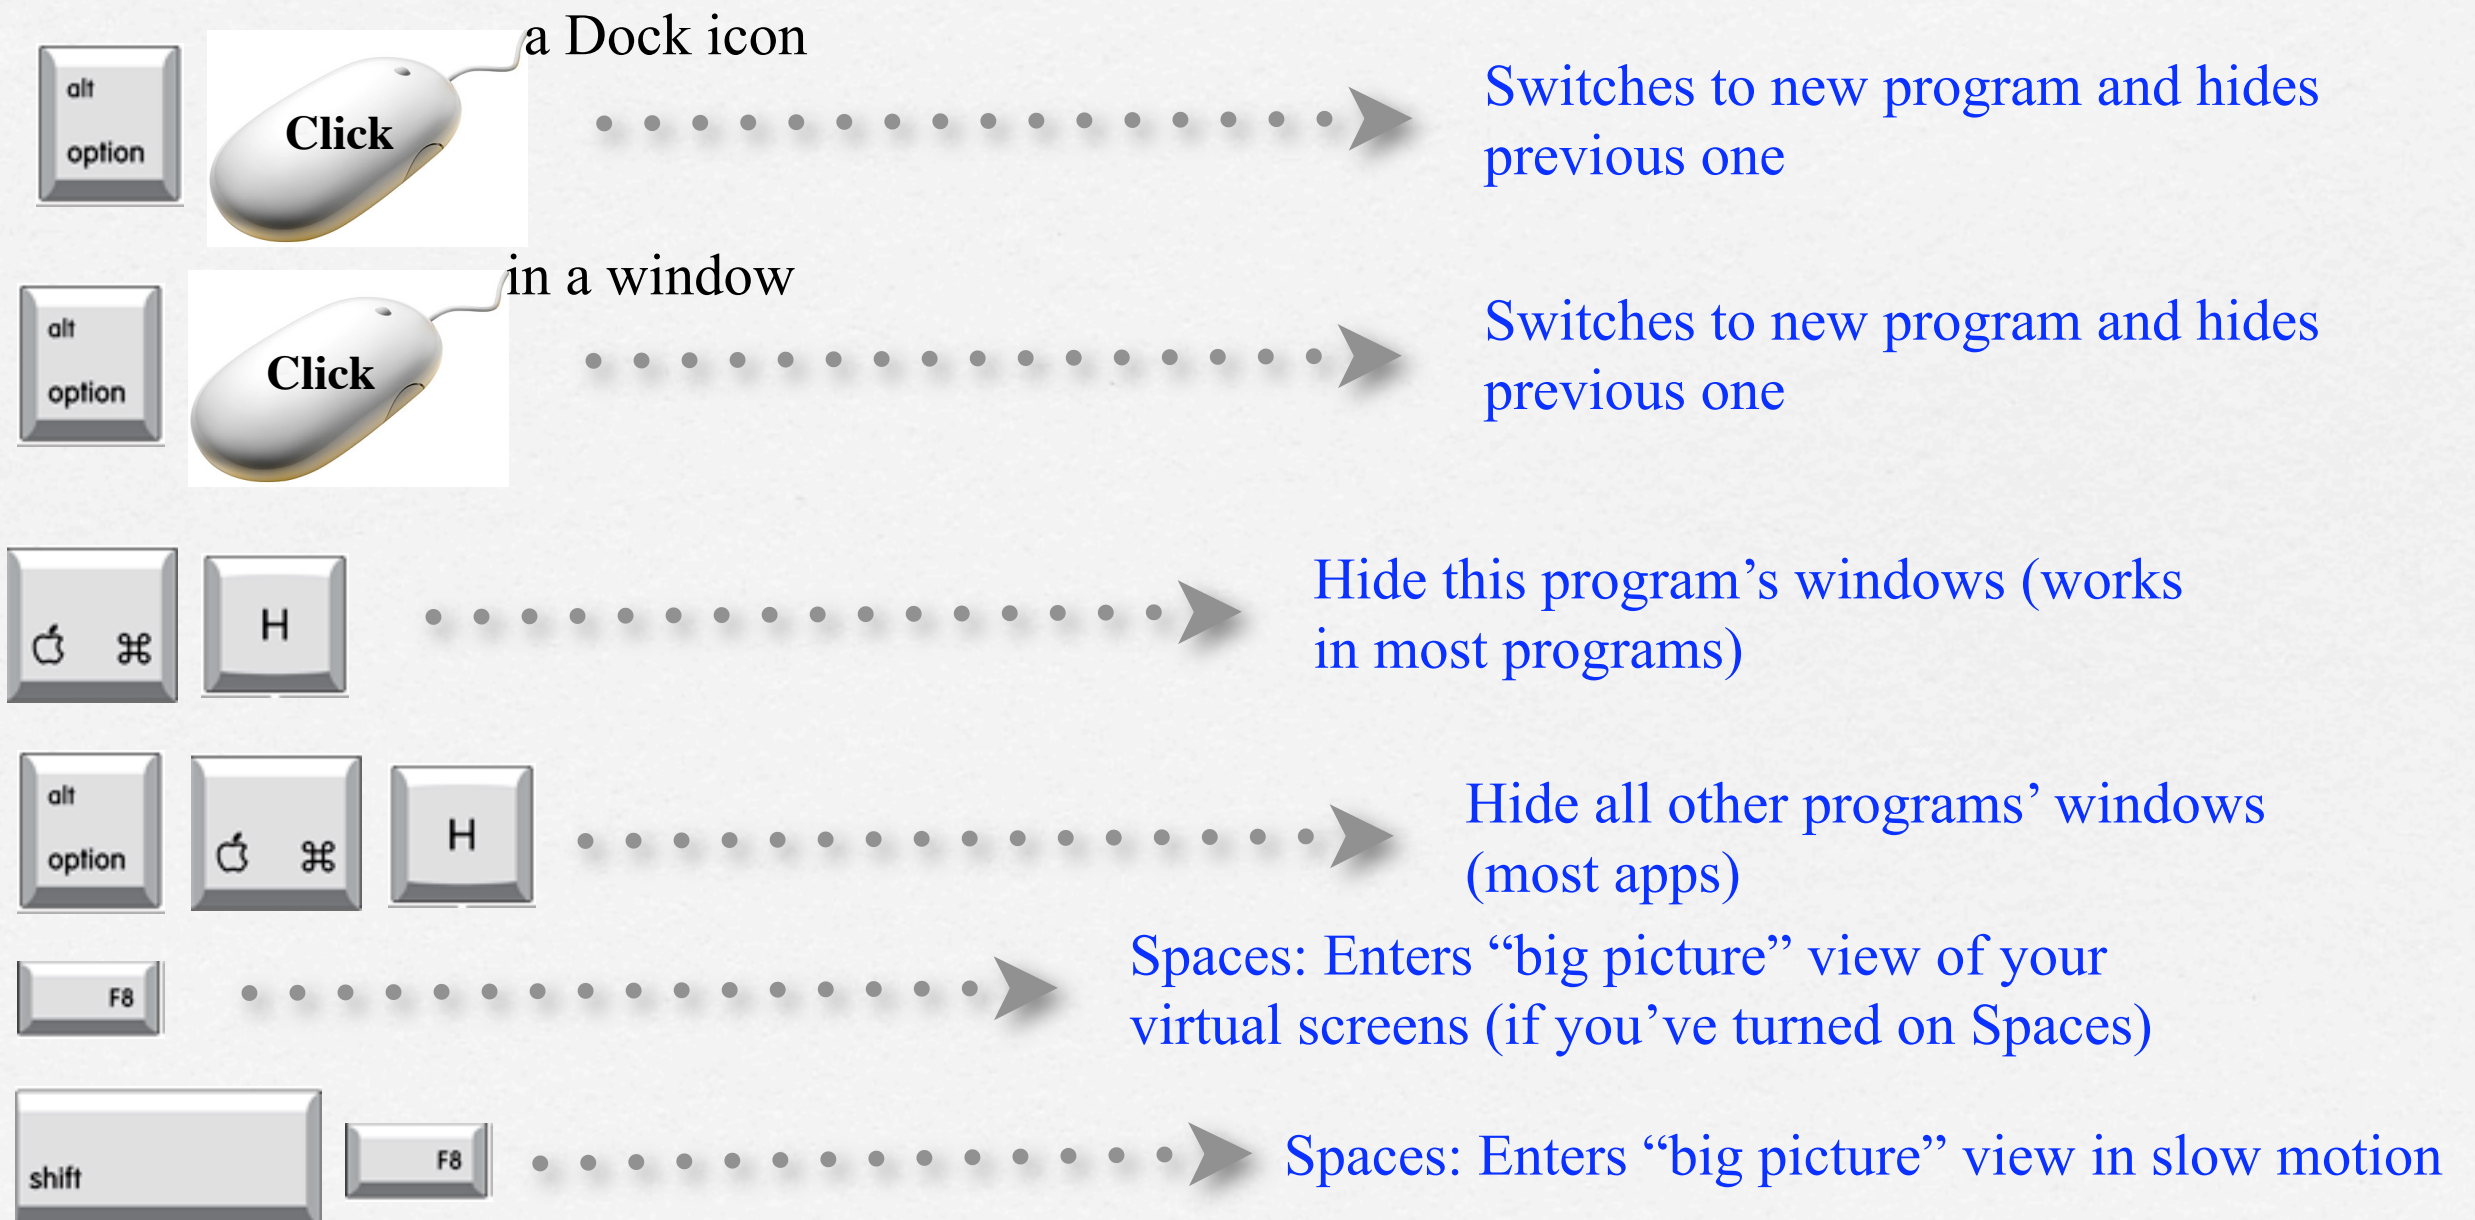 a Dock icon
alt
option
Click
Switches to new program and hides
previous one
in a window
alt
option
Click
Switches to new program and hides
previous one
⌘
H
Hide this program’s windows (works
in most programs)
alt
option
⌘
H
Hide all other programs’ windows
(most apps)
F8
Spaces: Enters “big picture” view of your
virtual screens (if you’ve turned on Spaces)
shift
F8
Spaces: Enters “big picture” view in slow motion